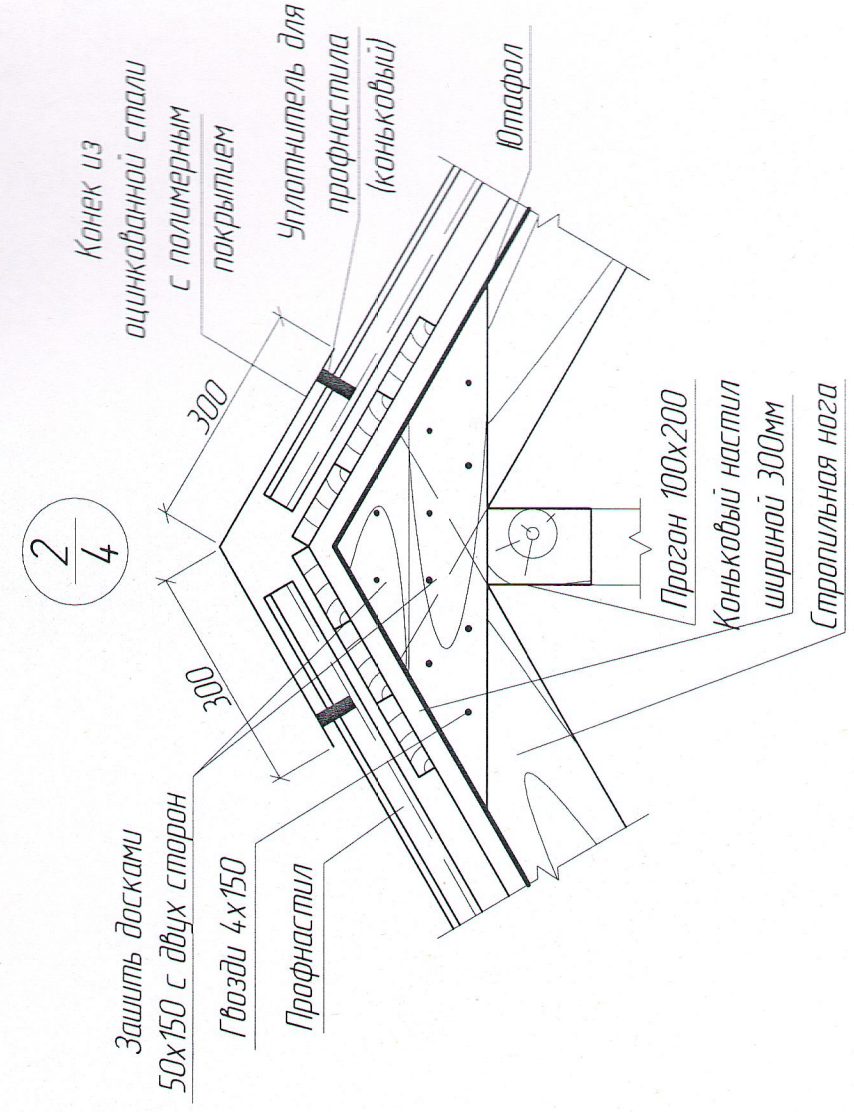 2
4
300
300
Зашить досками
50х150 с двух сторон
Гвозди 4х150
Профнастил
Конек из
оцинкованной стали
с полимерным
покрытием
Уплотнитель для
профнастила
(коньковый)
Ютафол
Прогон 100х200
Коньковый настил
шириной 300мм
Стропильная нога